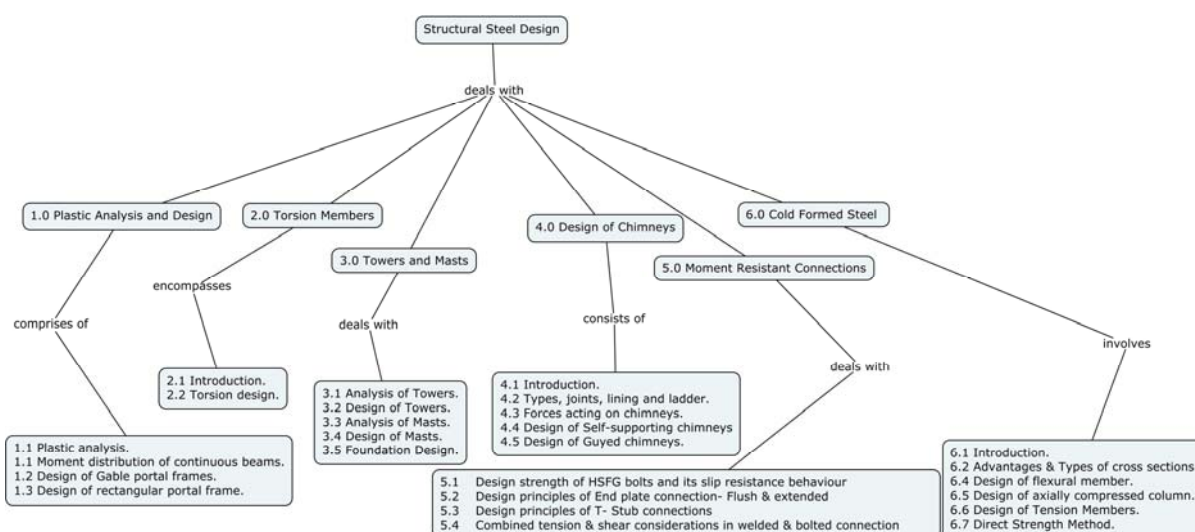 Structural Steel Design
deals with
1.0 Plastic Analysis and Design
2.0 Torsion Members
3.0 Towers and Masts
4.0 Design of Chimneys
5.0 Moment Resistant Connections
6.0 Cold Formed Steel
comprises of
encompasses
deals with
consists of
deals with
involves
1.1 Plastic analysis.
1.1 Moment distribution of continuous beams.
1.2 Design of Gable portal frames.
1.3 Design of rectangular portal frame.
2.1 Introduction.
2.2 Torsion design.
3.1 Analysis of Towers.
3.2 Design of Towers.
3.3 Analysis of Masts.
3.4 Design of Masts.
3.5 Foundation Design.
4.1 Introduction.
4.2 Types, joints, lining and ladder.
4.3 Forces acting on chimneys.
4.4 Design of Self-supporting chimneys
4.5 Design of Guyed chimneys.
5.1 Design strength of HSFG bolts and its slip resistance behaviour
5.2 Design principles of End plate connection- Flush & extended
5.3 Design principles of T- Stub connections
5.4 Combined tension & shear considerations in welded & bolted connection
6.1 Introduction.
6.2 Advantages & Types of cross sections
6.4 Design of flexural member.
6.5 Design of axially compressed column.
6.6 Design of Tension Members.
6.7 Direct Strength Method.